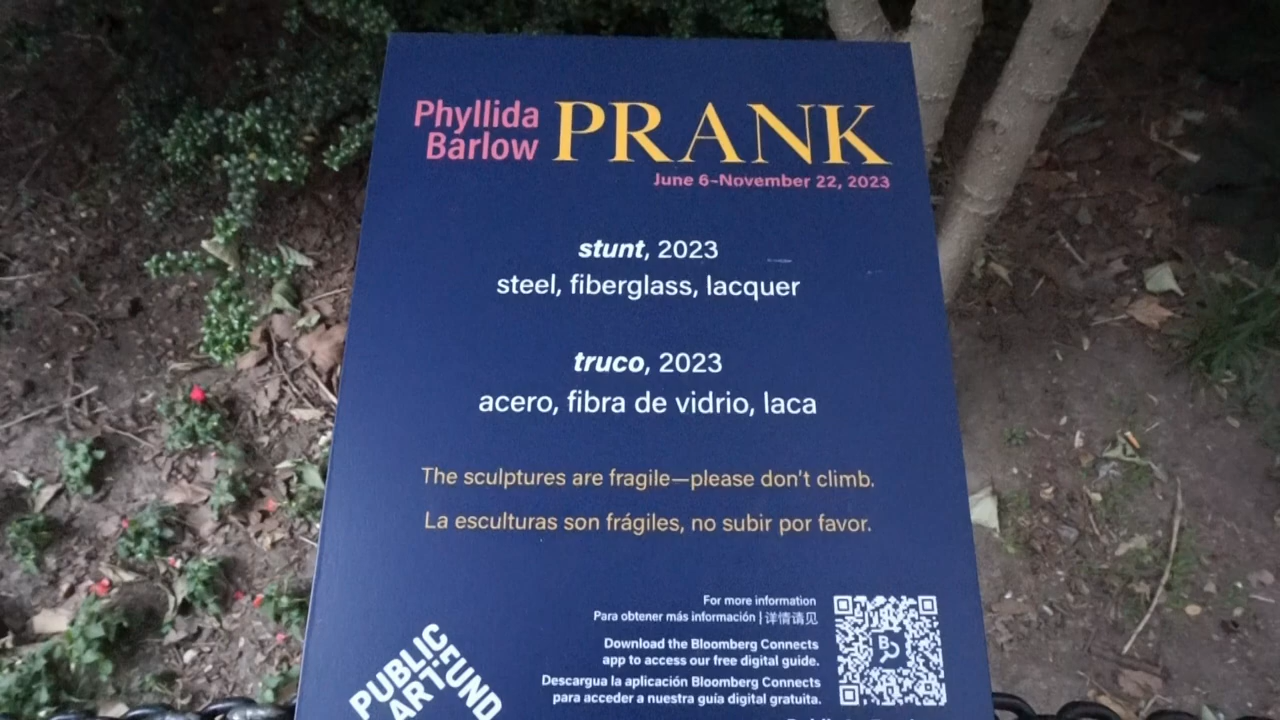 Phyllida
Barlow
PRANK
June 6–November 22, 2023
stunt, 2023
steel, fiberglass, lacquer
truco, 2023
acero, fibra de vidrio, laca
The sculptures are fragile—please don't climb.
La esculturas son frágiles, no subir por favor.
For more information
Para obtener más información | 详情请见
Download the Bloomberg Connects
app to access our free digital guide.
Descargua la aplicación Bloomberg Connects
para acceder a nuestra guía digital gratuita.
B
PUBLIC
ART FUND